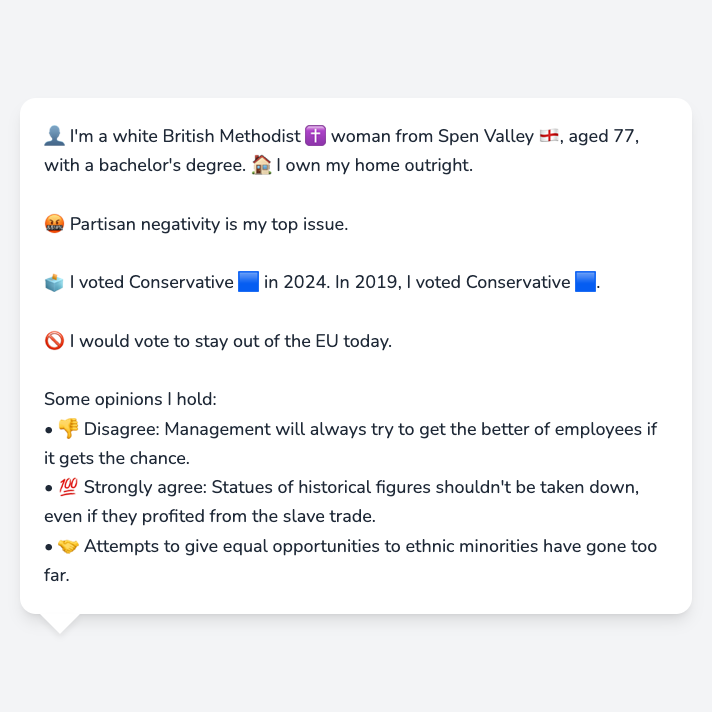 👤 I'm a white British Methodist ✝️ woman from Spen Valley 🏴󠁧󠁢󠁥󠁮󠁧󠁿, aged 77,
with a bachelor's degree. 🏠 I own my home outright.
🤬 Partisan negativity is my top issue.
🗳️ I voted Conservative 🟦 in 2024. In 2019, I voted Conservative 🟦.
🚫 I would vote to stay out of the EU today.
Some opinions I hold:
• 👎 Disagree: Management will always try to get the better of employees if
it gets the chance.
• 💯 Strongly agree: Statues of historical figures shouldn't be taken down,
even if they profited from the slave trade.
• 🤝 Attempts to give equal opportunities to ethnic minorities have gone too
far.